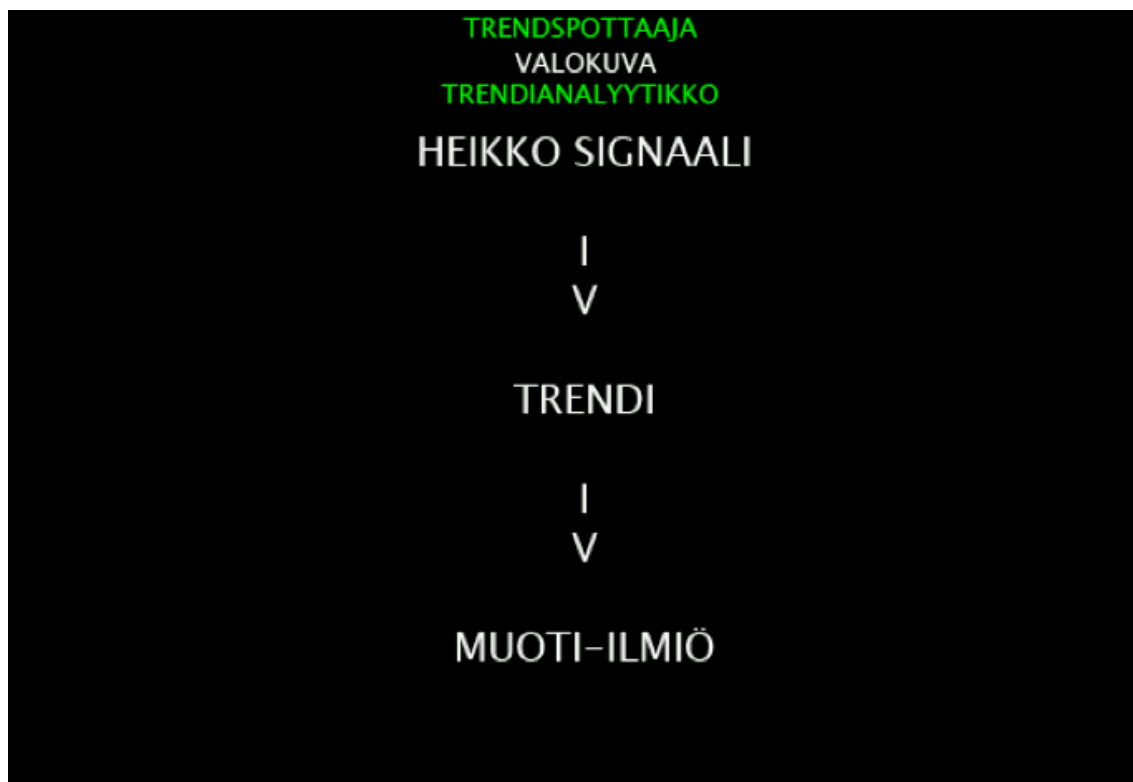 TRENDSPOTTAAJA
VALOKUVA
TRENDIANALYYTIKKO
HEIKKO SIGNAALI
I
V
TRENDI
I
V
MUOTI-ILMIÖ